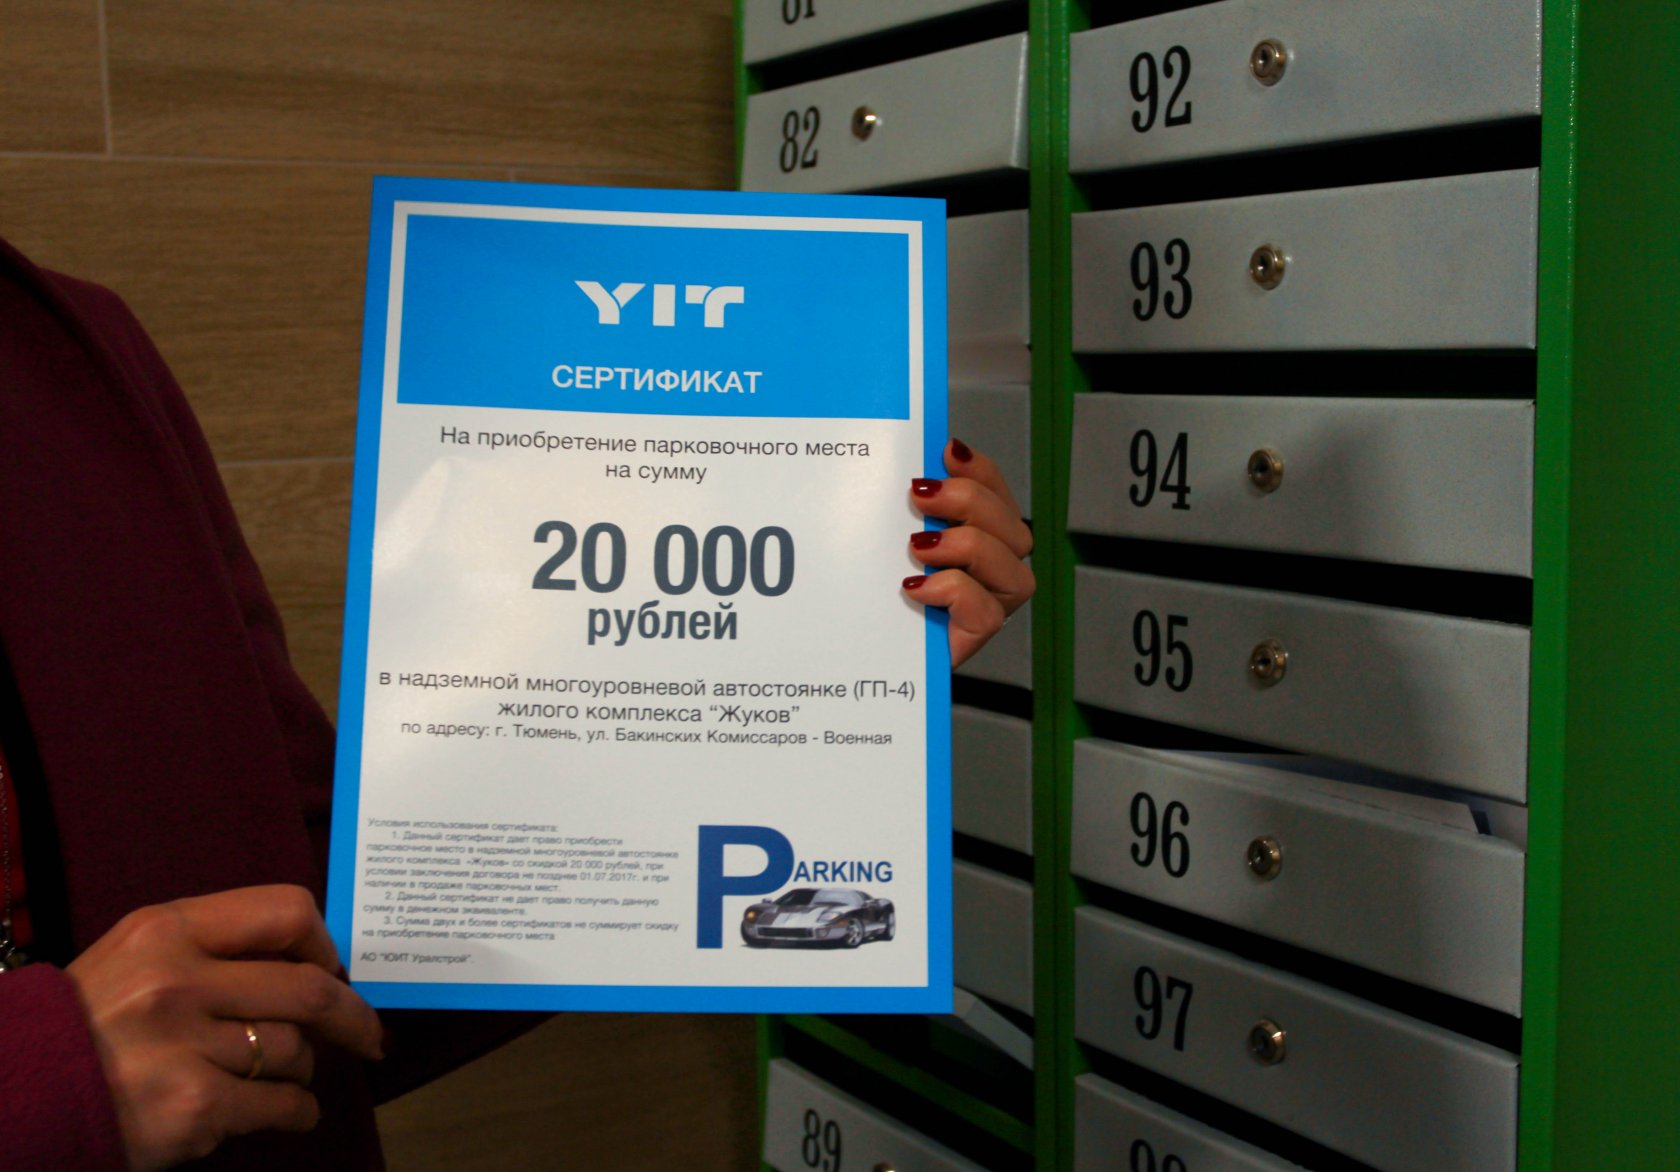 YIT
СЕРТИФИКАТ
На приобретение парковочного места
на сумму
20 000
рублей
в надземной многоуровневой автостоянке (ГП-4)
жилого комплекса “Жуков”
по адресу: г. Тюмень, ул. Бакинских Комиссаров - Военная
Условия использования сертификата:
1. Данный сертификат дает право приобрести
парковочное место в надземной многоуровневой автостоянке
жилого комплекса «Жуков» со скидкой 20 000 рублей, при
условии заключения договора не позднее 01.07.2017г. и при
наличии в продаже парковочных мест.
2. Данный сертификат не дает право получить данную
сумму в денежном эквиваленте.
3. Сумма двух и более сертификатов не суммирует скидку
на приобретение парковочного места
АО "ЮИТ Уралстрой".
PARKING
82
89
92
93
94
95
96
97